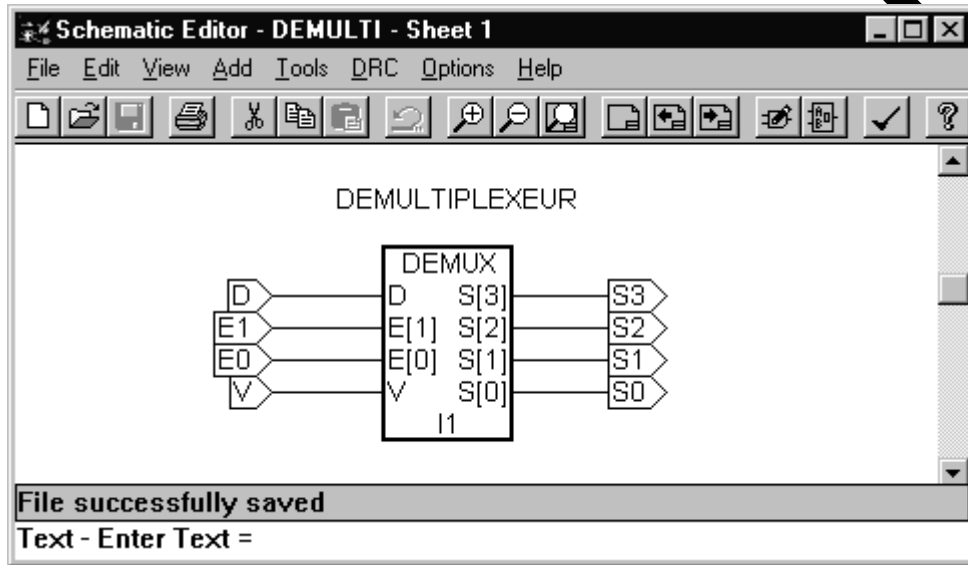 Schematic Editor - DEMULTI - Sheet 1
File Edit View Add Tools DRC Options Help
DEMULTIPLEXEUR
DEMUX
D D S[3] S3
E1 E[1] S[2] S2
E0 E[0] S[1] S1
V V S[0] S0
I1
File successfully saved
Text - Enter Text =